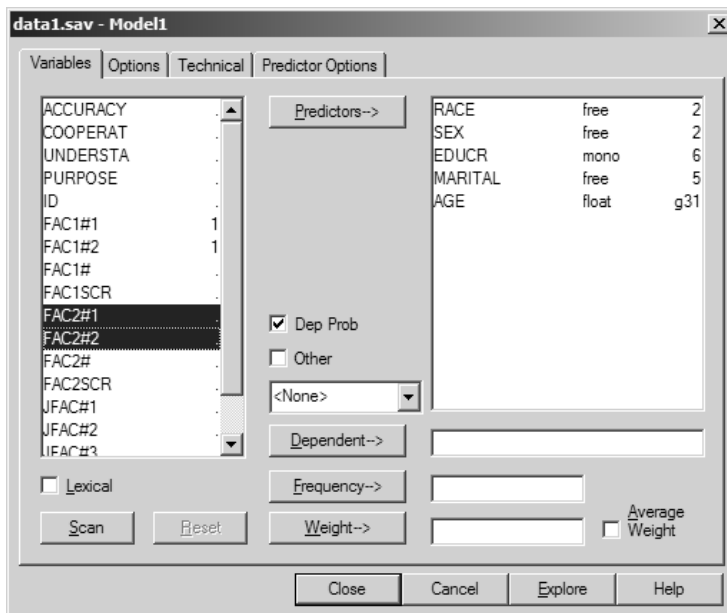 data1.sav - Model1
Variables Options Technical Predictor Options
ACCURACY .
COOPERAT .
UNDERSTA .
PURPOSE .
ID .
FAC1#1 1
FAC1#2 1
FAC1# .
FAC1SCR .
FAC2#1 .
FAC2#2 .
FAC2# .
FAC2SCR .
JFAC#1 .
JFAC#2 .
JFAC#3
Lexical
Scan
Reset
Predictors-->
Dep Prob
Other
<None>
Dependent-->
Frequency-->
Weight-->
RACE free 2
SEX free 2
EDUCR mono 6
MARITAL free 5
AGE float g31
Average
Weight
Close Cancel Explore Help